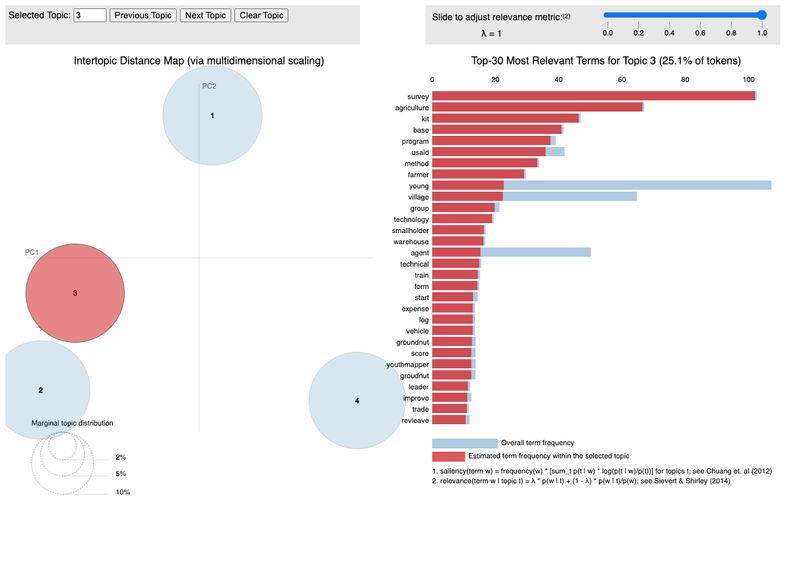 Selected Topic: 3 Previous Topic Next Topic Clear Topic
Slide to adjust relevance metric:(2)
λ = 1
0.0 0.2 0.4 0.6 0.8 1.0
Intertopic Distance Map (via multidimensional scaling)
PC2
1
PC1
3
2
4
Marginal topic distribution
2%
5%
10%
Top-30 Most Relevant Terms for Topic 3 (25.1% of tokens)
0 20 40 60 80 100
survey
agriculture
kit
base
program
usaid
method
farmer
young
village
group
technology
smallholder
warehouse
agent
technical
train
form
start
expense
log
vehicle
groundnut
score
youthmapper
groudnut
leader
improve
trade
revieave
Overall term frequency
Estimated term frequency within the selected topic
1. saliency(term w) = frequency(w) * [sum_t p(t | w) * log(p(t | w)/p(t))] for topics t; see Chuang et. al (2012)
2. relevance(term w | topic t) = λ * p(w | t) + (1 - λ) * p(w | t)/p(w); see Sievert & Shirley (2014)